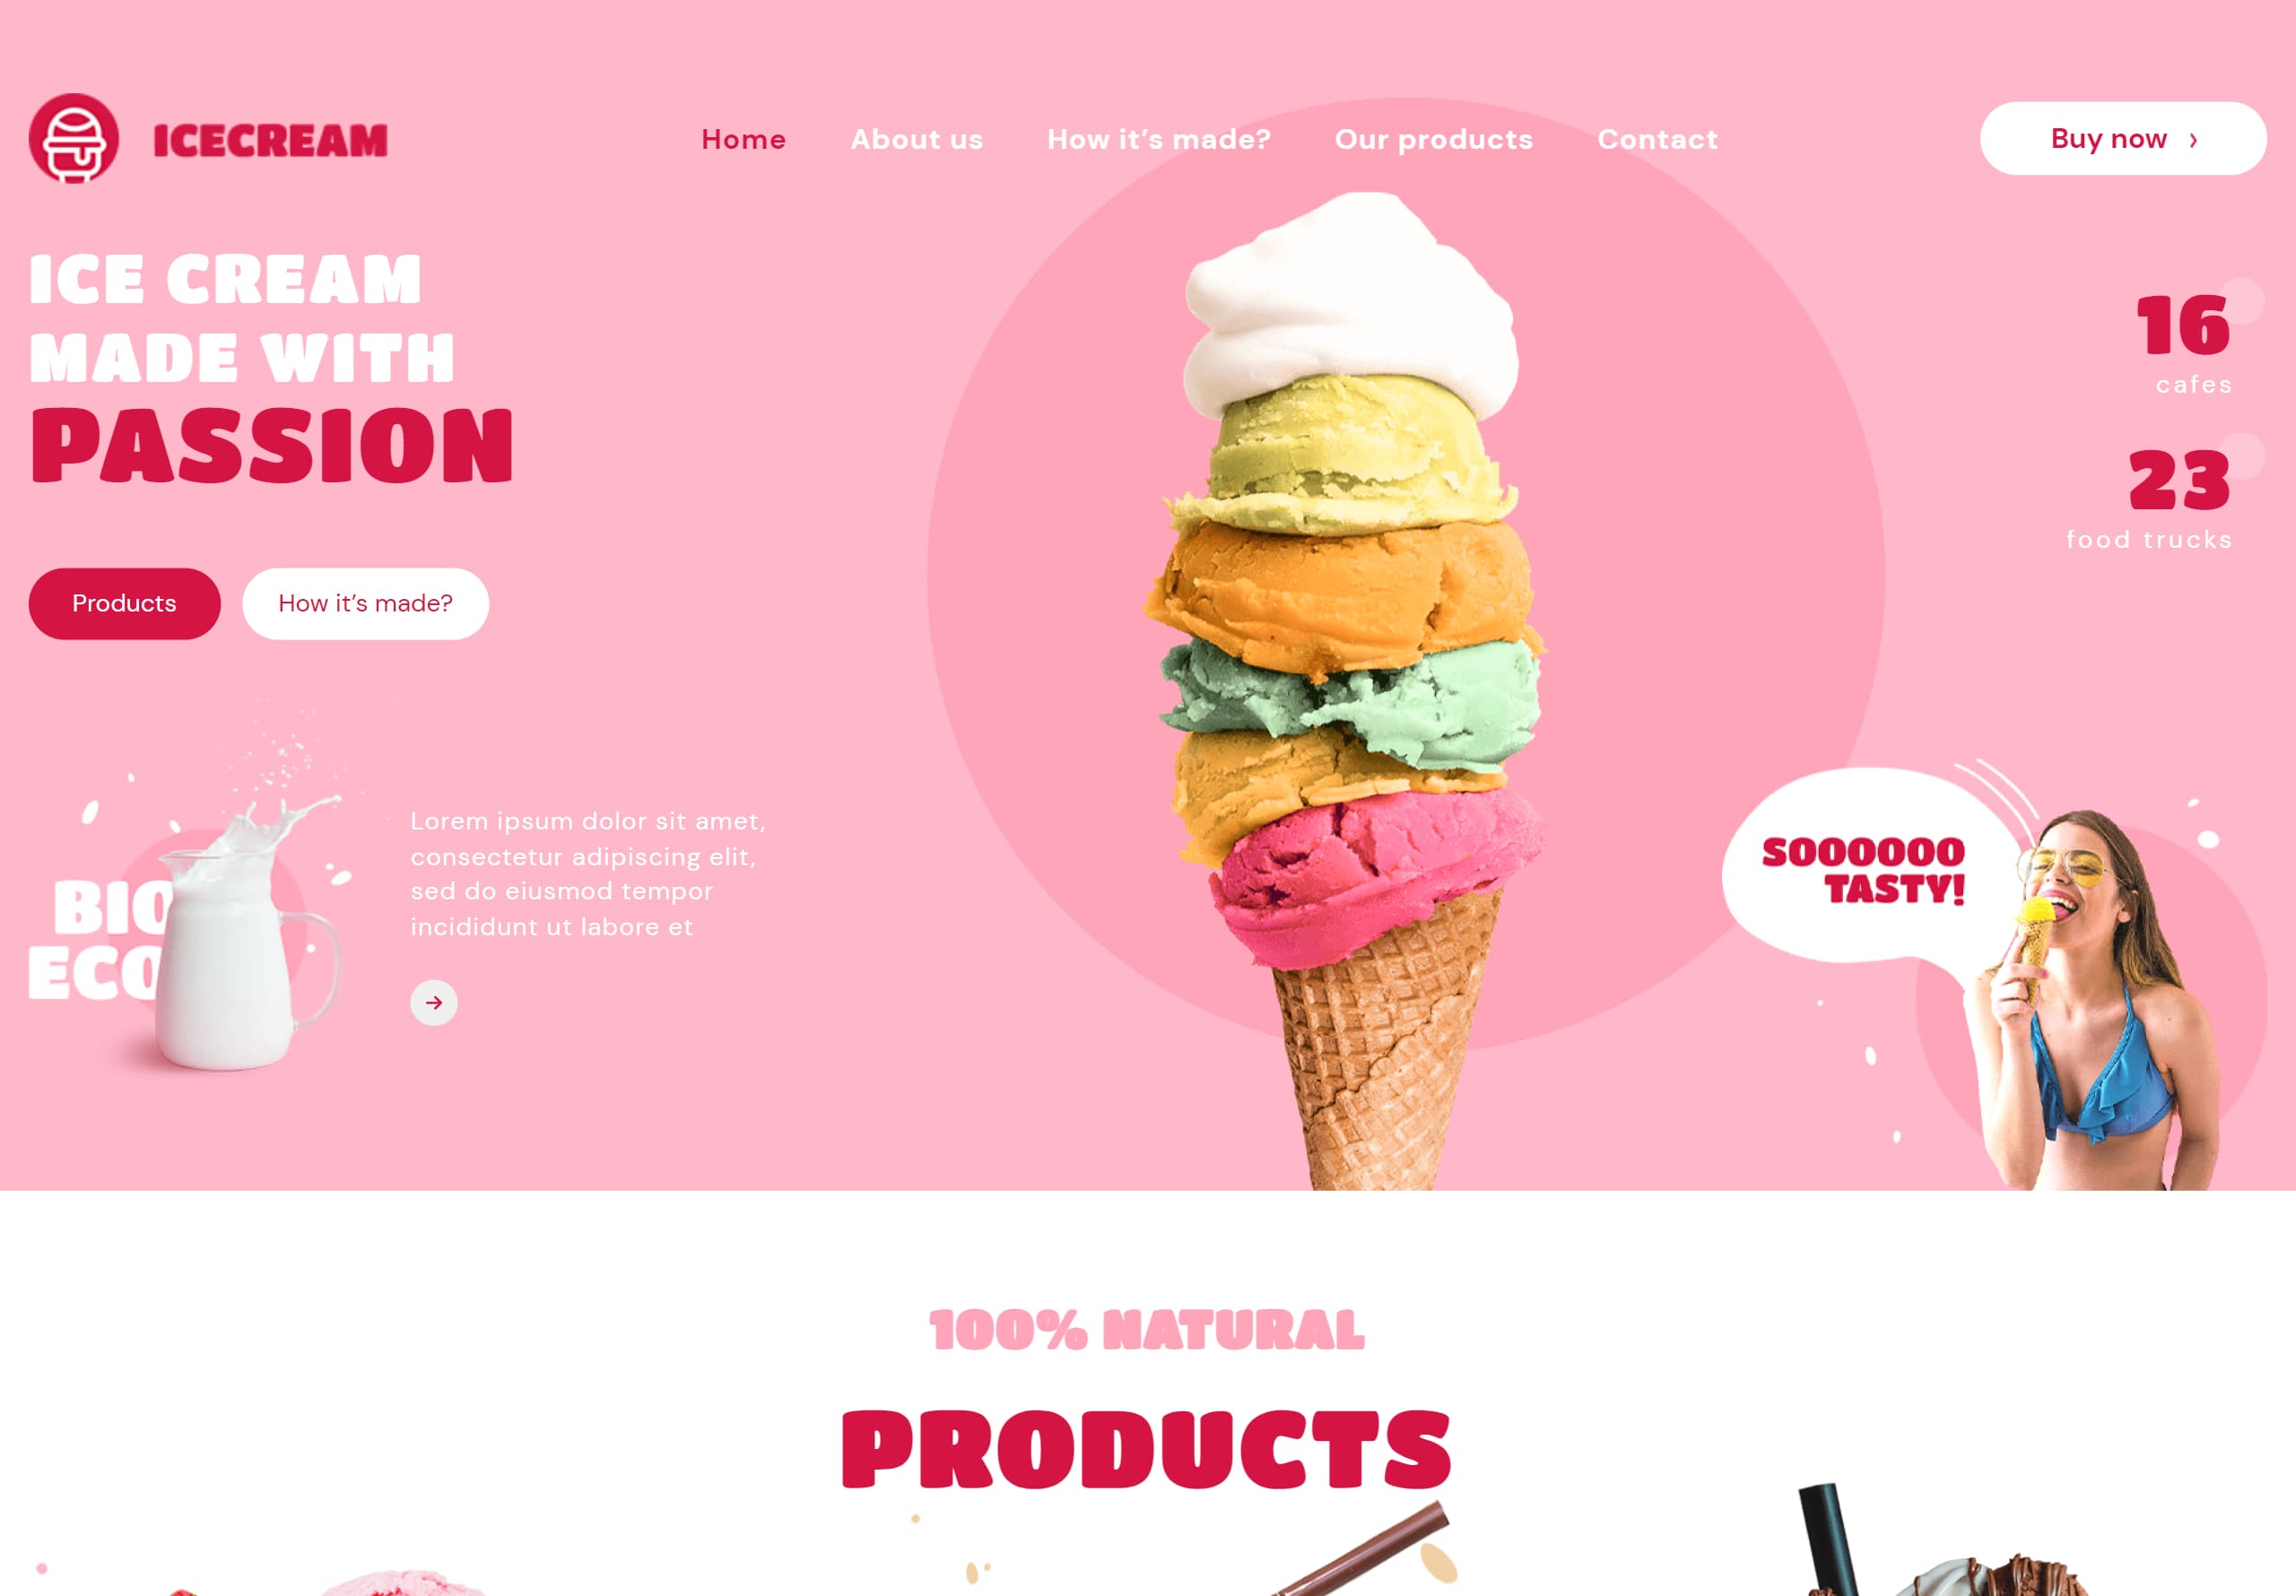 ICECREAM
Home
About us
How it’s made?
Our products
Contact
Buy now ›
ICE CREAM
MADE WITH
PASSION
16
cafes
23
food trucks
Products
How it’s made?
BIO
ECO
Lorem ipsum dolor sit amet,
consectetur adipiscing elit,
sed do eiusmod tempor
incididunt ut labore et
SOOOOOO
TASTY!
100% NATURAL
PRODUCTS